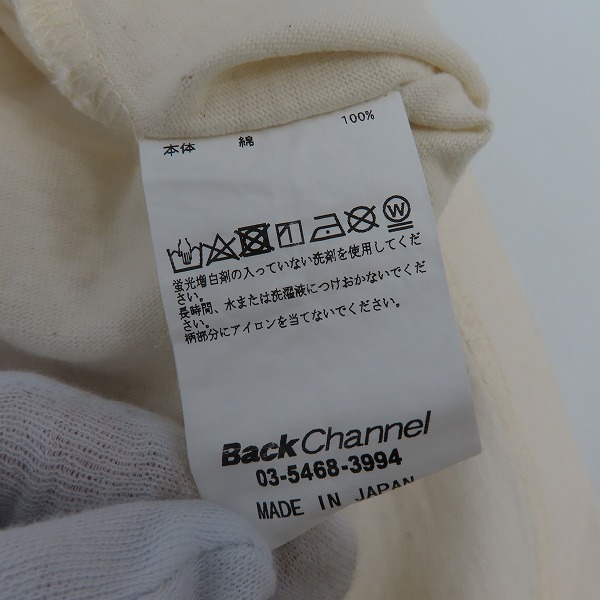 本体 綿 100%
W
蛍光増白剤の入っていない洗剤を使用してくだ
さい。
長時間、水または洗濯液につけおかないでくだ
さい。
柄部分にアイロンを当てないでください。
BackChannel
03-5468-3994
MADE IN JAPAN